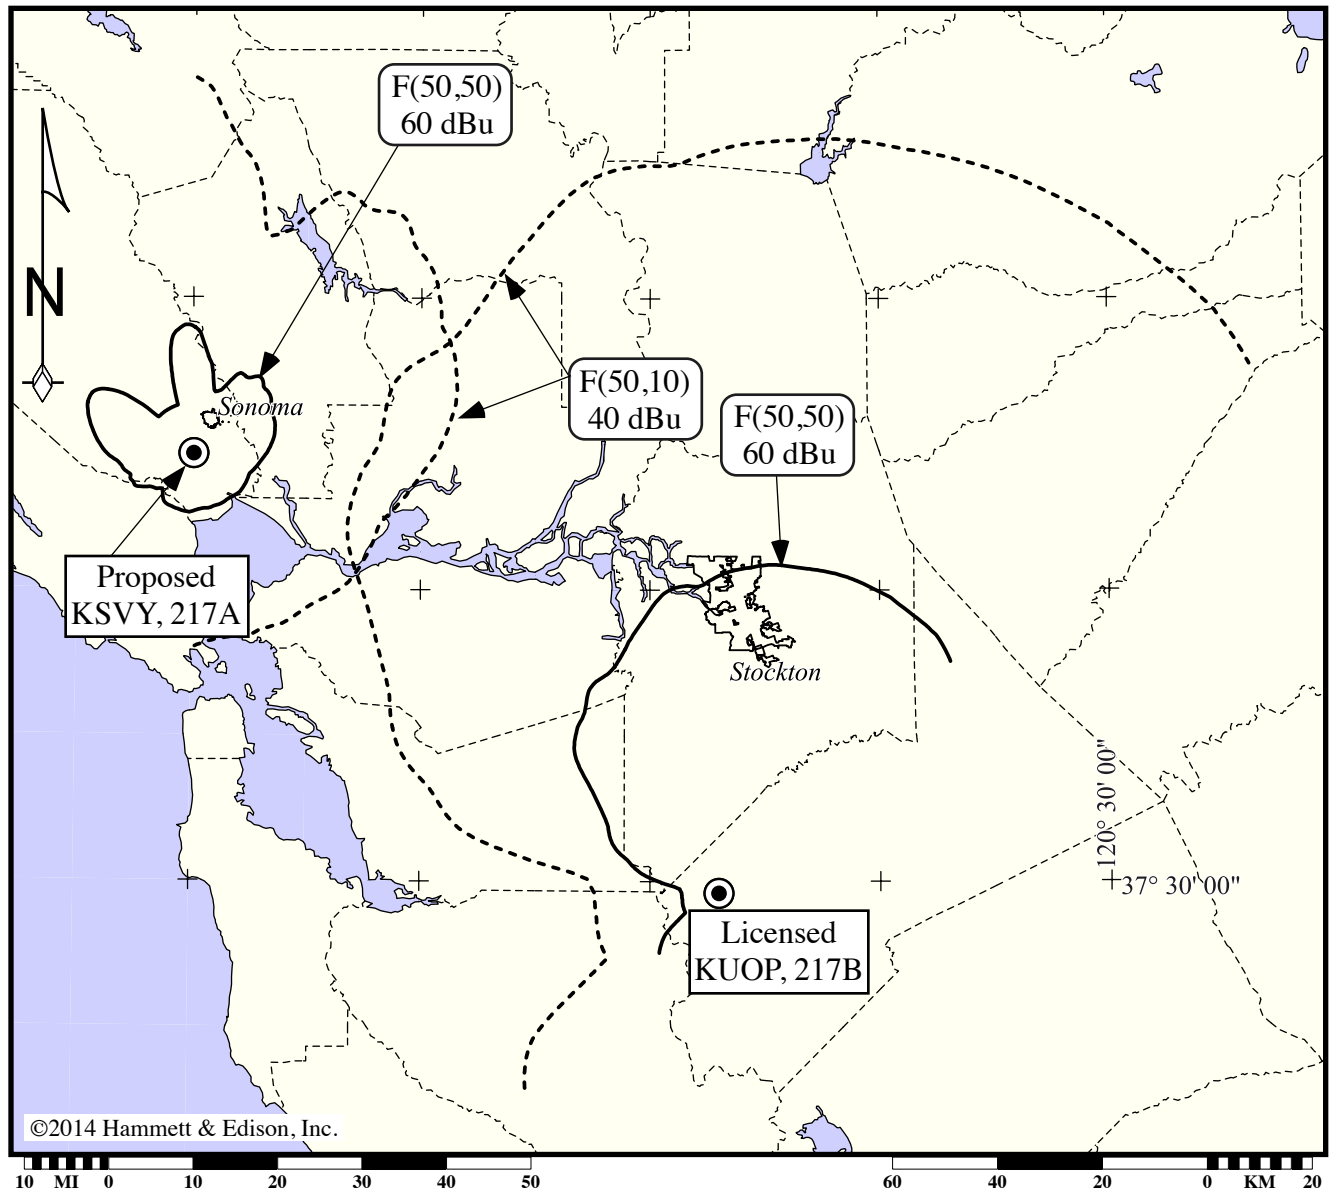 F(50,50)
60 dBu
N
Sonoma
F(50,10)
40 dBu
F(50,50)
60 dBu
Proposed
KSVY, 217A
Stockton
120° 30' 00"
37° 30' 00"
Licensed
KUOP, 217B
©2014 Hammett & Edison, Inc.
10 MI 0 10 20 30 40 50 60 40 20 0 KM 20